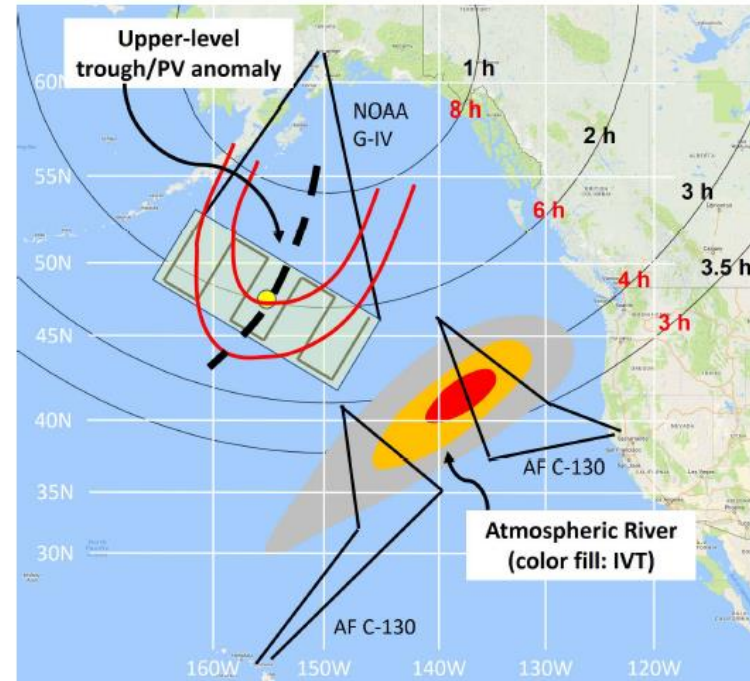 Upper-level
trough/PV anomaly
60N
NOAA
G-IV
1 h
8 h
2 h
55N
3 h
6 h
50N
3.5 h
4 h
45N
3 h
40N
AF C-130
35N
Atmospheric River
(color fill: IVT)
30N
AF C-130
160W
150W
140W
130W
120W